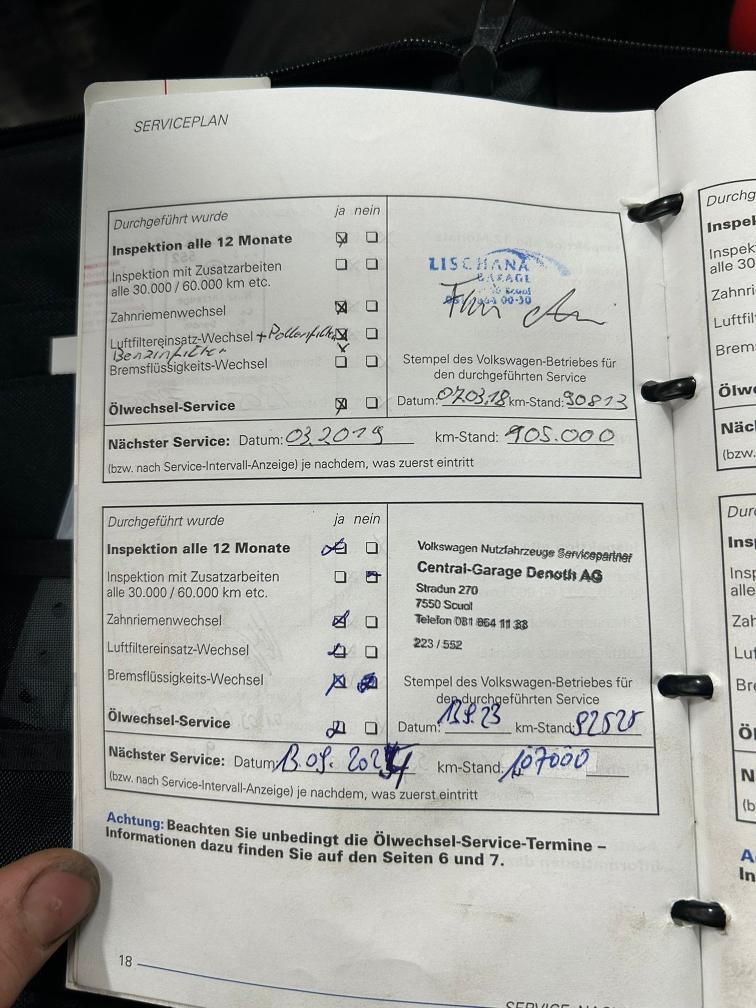 SERVICEPLAN
Durchgeführt wurde ja nein
Inspektion alle 12 Monate
Inspektion mit Zusatzarbeiten
alle 30.000 / 60.000 km etc.
Zahnriemenwechsel
Luftfiltereinsatz-Wechsel + Pollenfilter
Benzinfilter
Bremsflüssigkeits-Wechsel
Ölwechsel-Service
LISCHANA
GARAGE
Scuol
Stempel des Volkswagen-Betriebes für
den durchgeführten Service
Datum: 07.03.18 km-Stand: 90813
Nächster Service: Datum: 03.2019 km-Stand: 905.000
(bzw. nach Service-Intervall-Anzeige) je nachdem, was zuerst eintritt
Durchgeführt wurde ja nein
Inspektion alle 12 Monate
Inspektion mit Zusatzarbeiten
alle 30.000 / 60.000 km etc.
Zahnriemenwechsel
Luftfiltereinsatz-Wechsel
Bremsflüssigkeits-Wechsel
Ölwechsel-Service
Volkswagen Nutzfahrzeuge Servicepartner
Central-Garage Denoth AG
Stradun 270
7550 Scuol
Telefon 081 864 11 33
223 / 552
Stempel des Volkswagen-Betriebes für
den durchgeführten Service
Datum: 13.9.23 km-Stand: 92525
Nächster Service: Datum: 13.09.2024 km-Stand: 107000
(bzw. nach Service-Intervall-Anzeige) je nachdem, was zuerst eintritt
Achtung: Beachten Sie unbedingt die Ölwechsel-Service-Termine –
Informationen dazu finden Sie auf den Seiten 6 und 7.
18